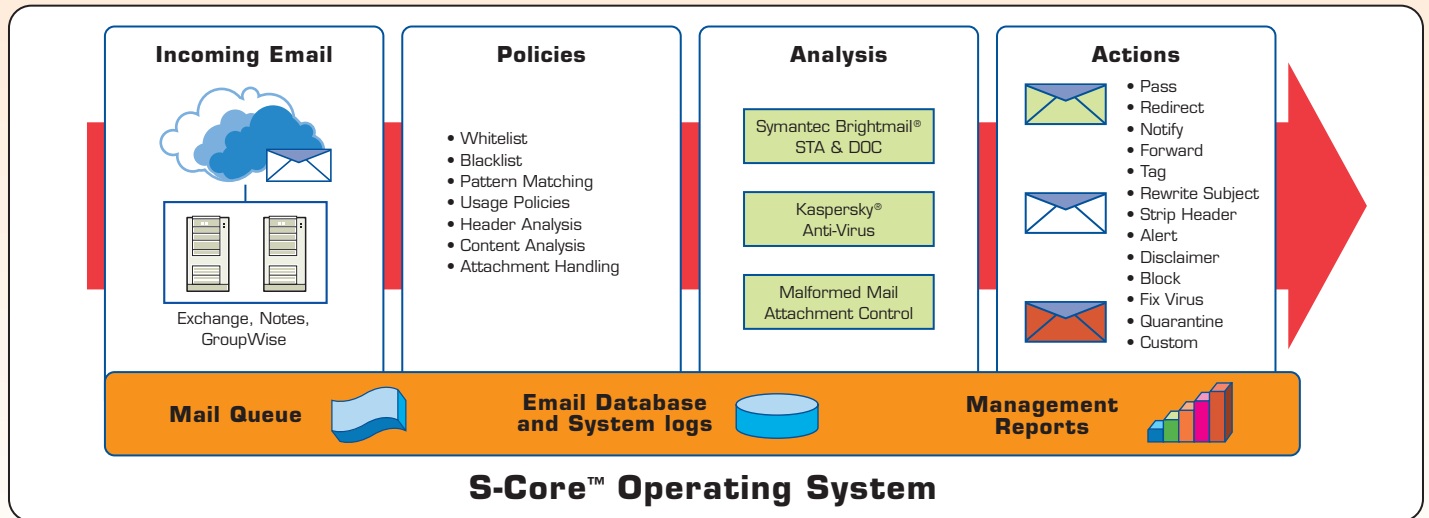 Incoming Email
Exchange, Notes,
GroupWise
Policies
• Whitelist
• Blacklist
• Pattern Matching
• Usage Policies
• Header Analysis
• Content Analysis
• Attachment Handling
Analysis
Symantec Brightmail®
STA & DOC
Kaspersky®
Anti-Virus
Malformed Mail
Attachment Control
Actions
• Pass
• Redirect
• Notify
• Forward
• Tag
• Rewrite Subject
• Strip Header
• Alert
• Disclaimer
• Block
• Fix Virus
• Quarantine
• Custom
Mail Queue
Email Database
and System logs
Management
Reports
S-Core™ Operating System